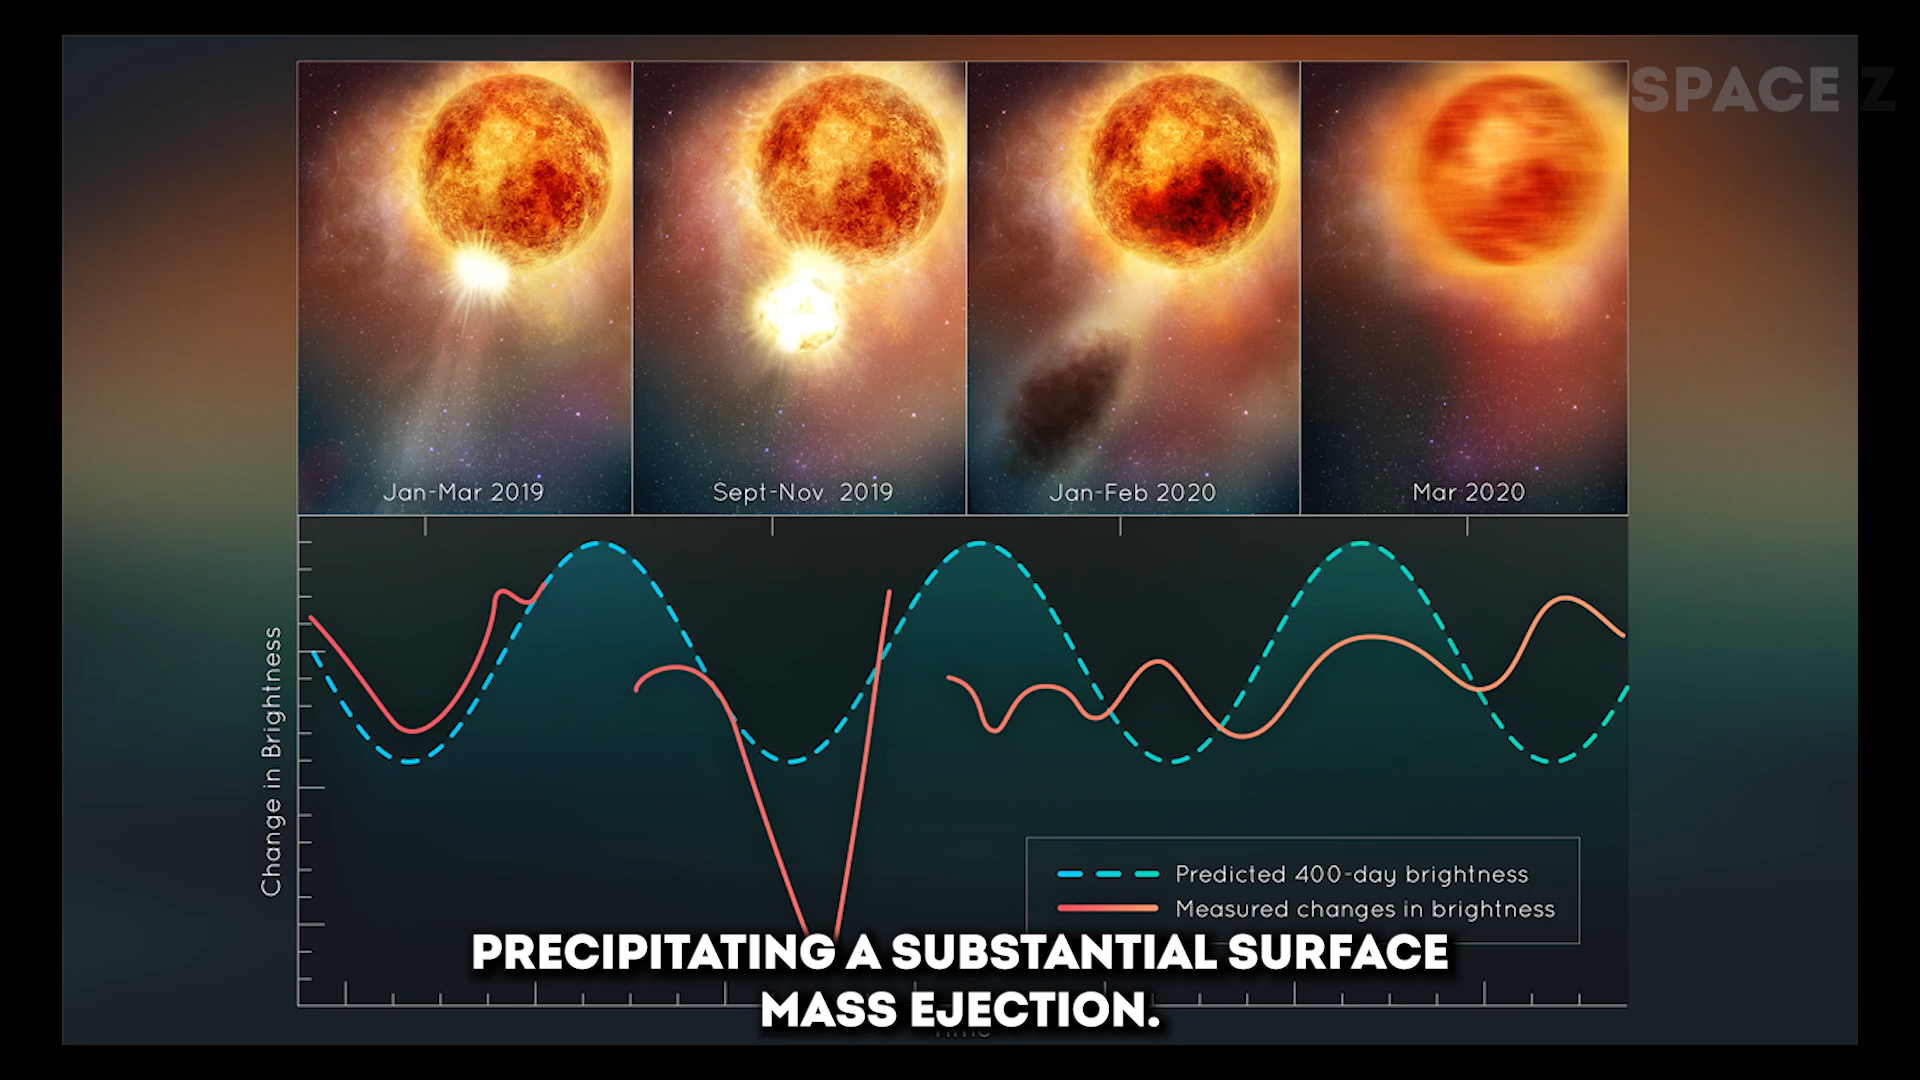 SPACE Z
Jan-Mar 2019
Sept-Nov 2019
Jan-Feb 2020
Mar 2020
Change in Brightness
Predicted 400-day brightness
Measured changes in brightness
PRECIPITATING A SUBSTANTIAL SURFACE
MASS EJECTION.